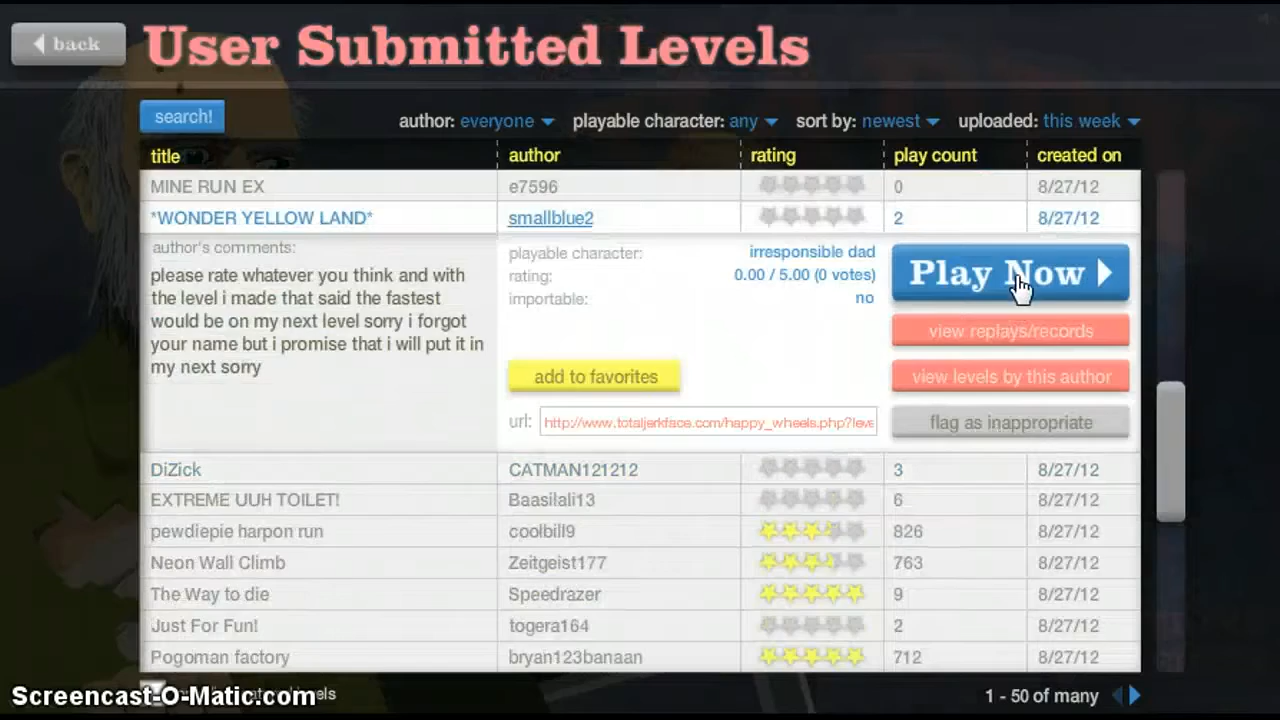 back
User Submitted Levels
search!
author: everyone playable character: any sort by: newest uploaded: this week
title author rating play count created on
MINE RUN EX e7596 0 8/27/12
*WONDER YELLOW LAND* smallblue2 2 8/27/12
author's comments:
please rate whatever you think and with
the level i made that said the fastest
would be on my next level sorry i forgot
your name but i promise that i will put it in
my next sorry
playable character: irresponsible dad
rating: 0.00 / 5.00 (0 votes)
importable: no
add to favorites
url: http://www.totaljerkface.com/happy_wheels.php?leve
Play Now
view replays/records
view levels by this author
flag as inappropriate
DiZick CATMAN121212 3 8/27/12
EXTREME UUH TOILET! Baasilali13 6 8/27/12
pewdiepie harpon run coolbill9 826 8/27/12
Neon Wall Climb Zeitgeist177 763 8/27/12
The Way to die Speedrazer 9 8/27/12
Just For Fun! togera164 2 8/27/12
Pogoman factory bryan123banaan 712 8/27/12
Screencast-O-Matic.com
1 - 50 of many